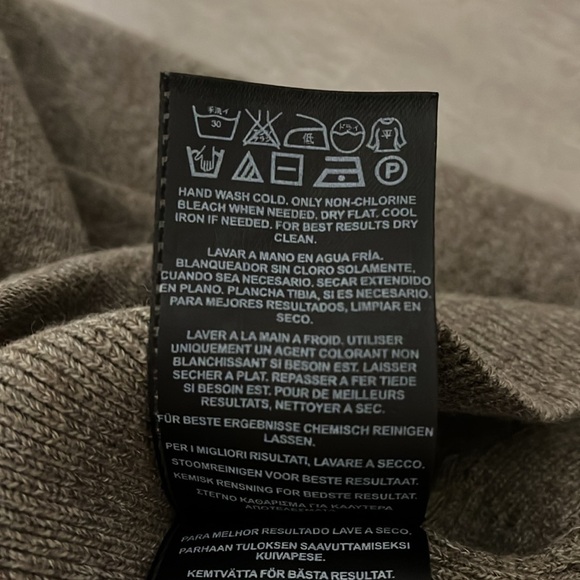 手洗イ
30
低
ドライ
平
P
HAND WASH COLD. ONLY NON-CHLORINE
BLEACH WHEN NEEDED. DRY FLAT. COOL
IRON IF NEEDED. FOR BEST RESULTS DRY
CLEAN.
LAVAR A MANO EN AGUA FRÍA.
BLANQUEADOR SIN CLORO SOLAMENTE,
CUANDO SEA NECESARIO. SECAR EXTENDIDO
EN PLANO. PLANCHA TIBIA, SI ES NECESARIO.
PARA MEJORES RESULTADOS, LIMPIAR EN
SECO.
LAVER A LA MAIN A FROID. UTILISER
UNIQUEMENT UN AGENT COLORANT NON
BLANCHISSANT SI BESOIN EST. LAISSER
SECHER A PLAT. REPASSER A FER TIEDE
SI BESOIN EST. POUR DE MEILLEURS
RESULTATS, NETTOYER A SEC.
FÜR BESTE ERGEBNISSE CHEMISCH REINIGEN
LASSEN.
PER I MIGLIORI RISULTATI, LAVARE A SECCO.
STOOMREINIGEN VOOR BESTE RESULTAAT.
KEMISK RENSNING FOR BEDSTE RESULTAT.
ΣΤΕΓΝΟ ΚΑΘΑΡΙΣΜΑ ΓΙΑ ΚΑΛΥΤΕΡΑ
PARA MELHOR RESULTADO LAVE A SECO.
PARHAAN TULOKSEN SAAVUTTAMISEKSI
KUIVAPESE.
KEMTVÄTTA FÖR BÄSTA RESULTAT.